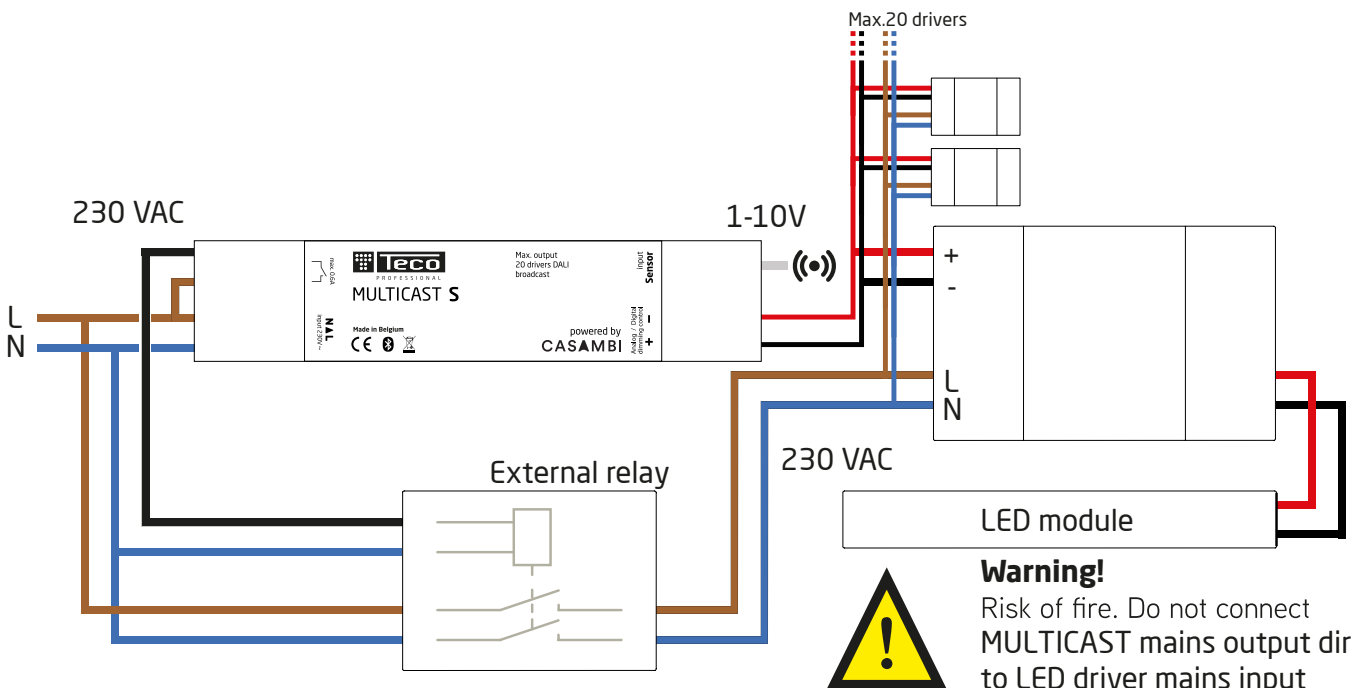 Max.20 drivers
230 VAC
1-10V
max. 0.6A
Teco
PROFESSIONAL
MULTICAST S
Max. output
20 drivers DALI
broadcast
input
Sensor
N L
input 230V ~
Made in Belgium
CE
powered by
CASAMBI
Analog / Digital
dimming control
+ -
L
N
+
-
L
N
230 VAC
External relay
LED module
Warning!
Risk of fire. Do not connect
MULTICAST mains output dir
to LED driver mains input